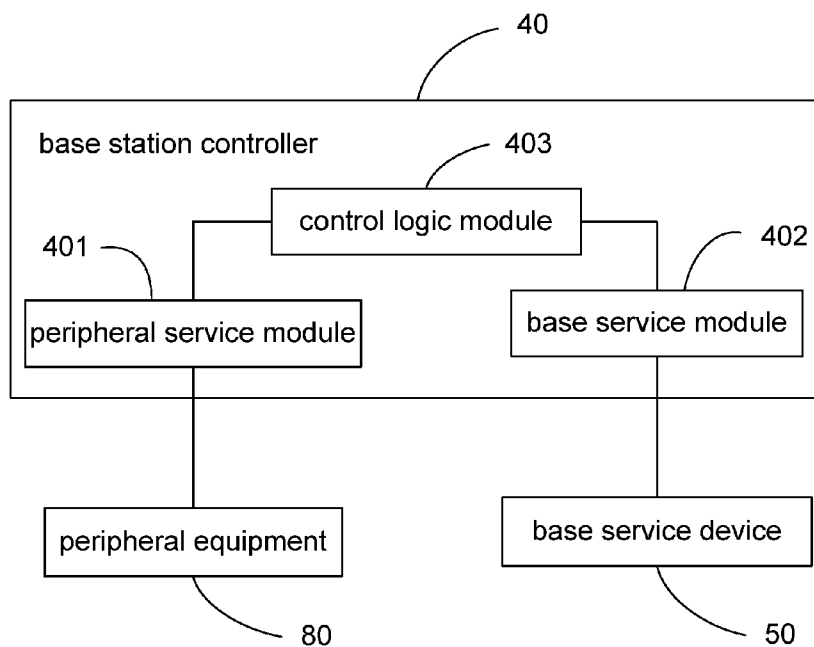 40
base station controller
403
control logic module
401
402
peripheral service module
base service module
peripheral equipment
base service device
80
50